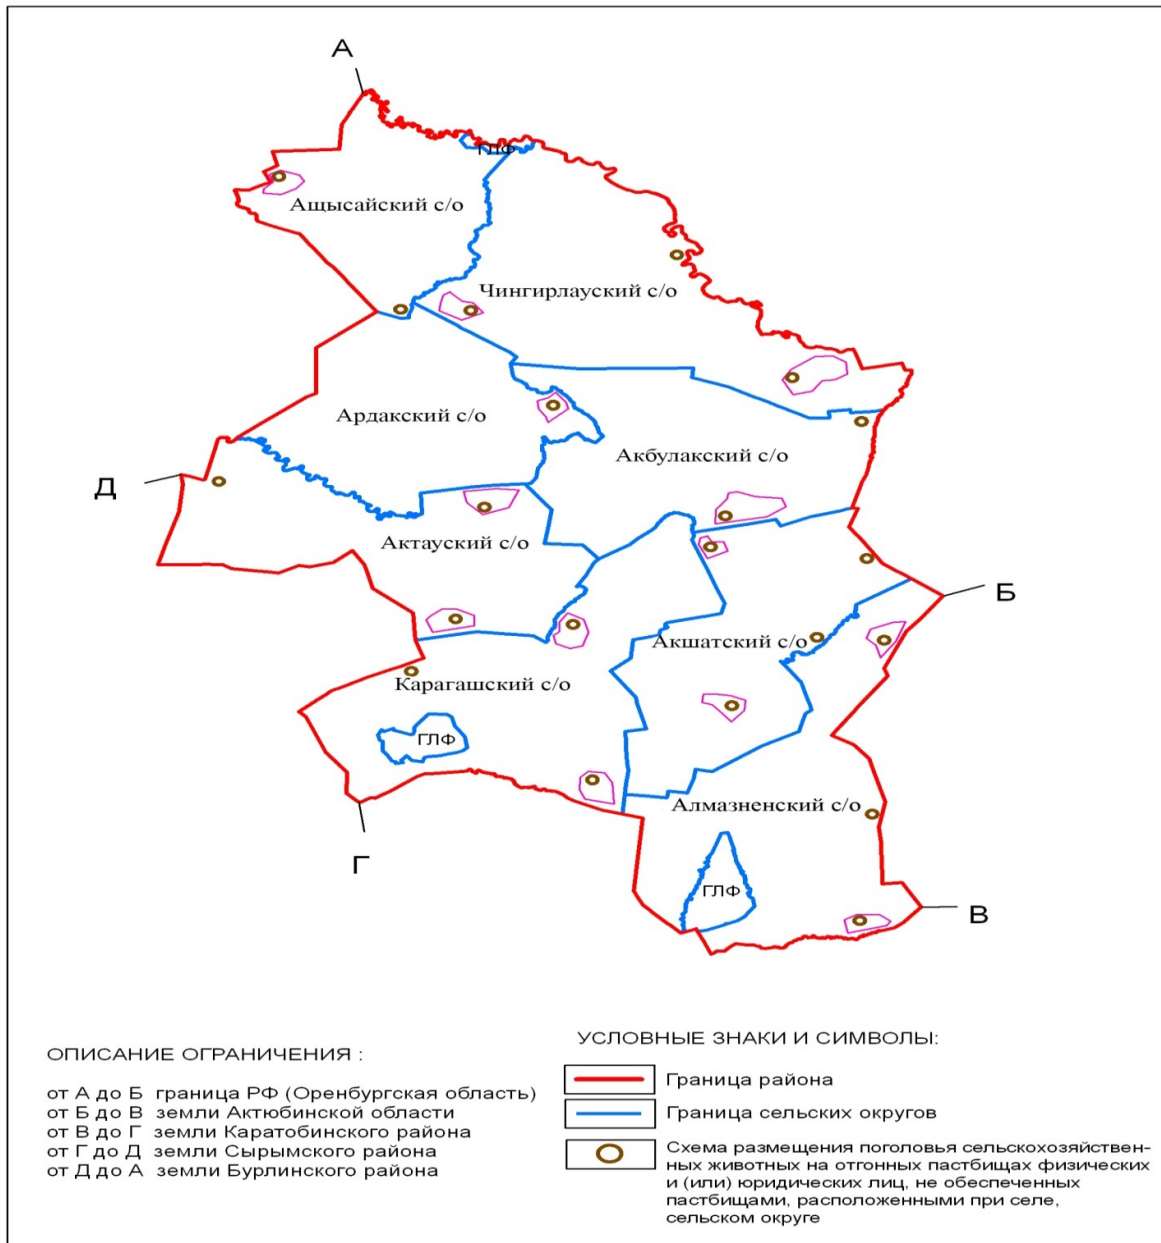 А
ГЛФ
Ащысайский с/о
Чингирлауский с/о
Ардакский с/о
Акбулакский с/о
Д
Актауский с/о
Б
Акшатский с/о
Карагашский с/о
ГЛФ
Алмазненский с/о
Г
ГЛФ
В
ОПИСАНИЕ ОГРАНИЧЕНИЯ :
от А до Б граница РФ (Оренбургская область)
от Б до В земли Актюбинской области
от В до Г земли Каратобинского района
от Г до Д земли Сырымского района
от Д до А земли Бурлинского района
УСЛОВНЫЕ ЗНАКИ И СИМВОЛЫ:
Граница района
Граница сельских округов
Схема размещения поголовья сельскохозяйствен-
ных животных на отгонных пастбищах физических
и (или) юридических лиц, не обеспеченных
пастбищами, расположенными при селе,
сельском округе